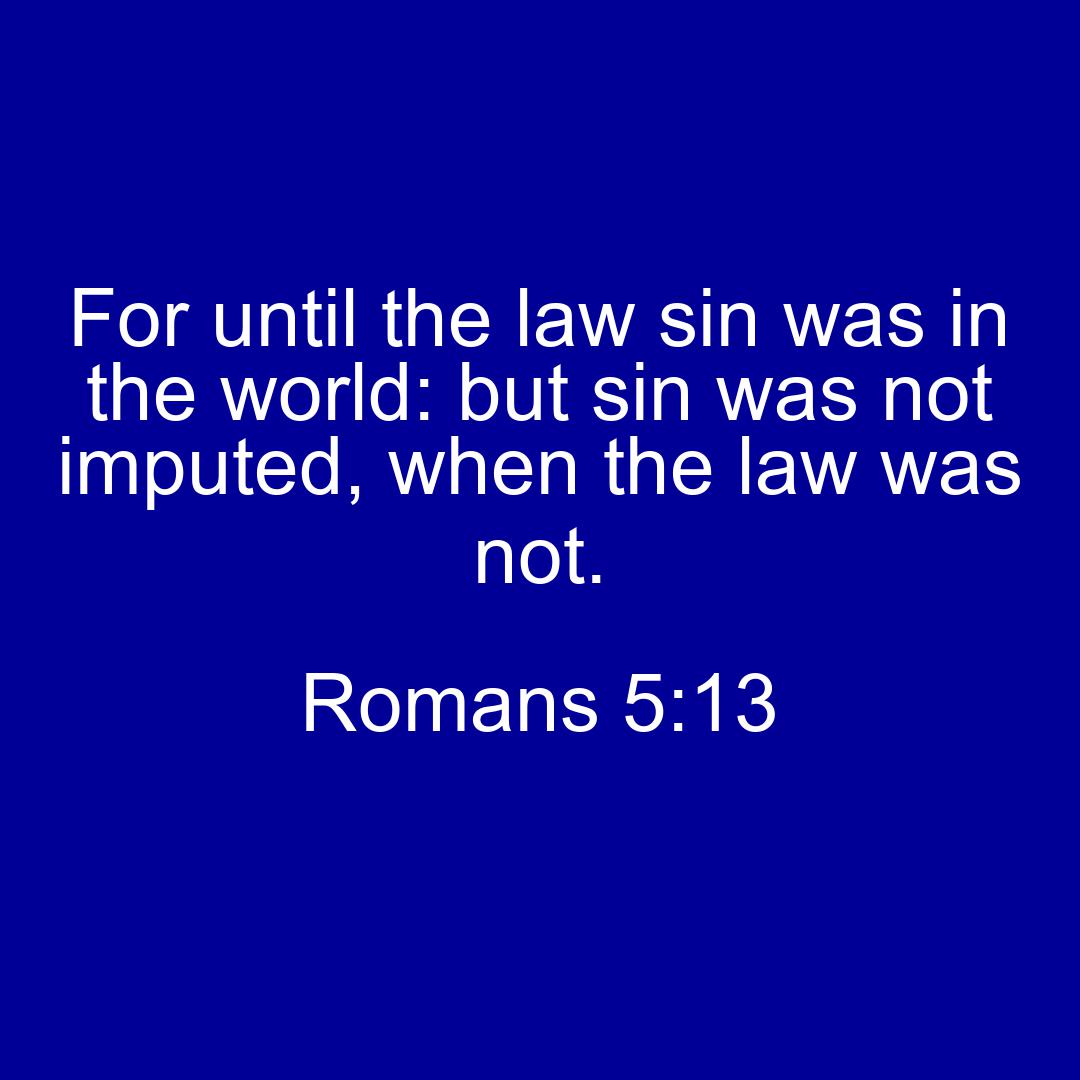 For until the law sin was in
the world: but sin was not
imputed, when the law was
not.
Romans 5:13